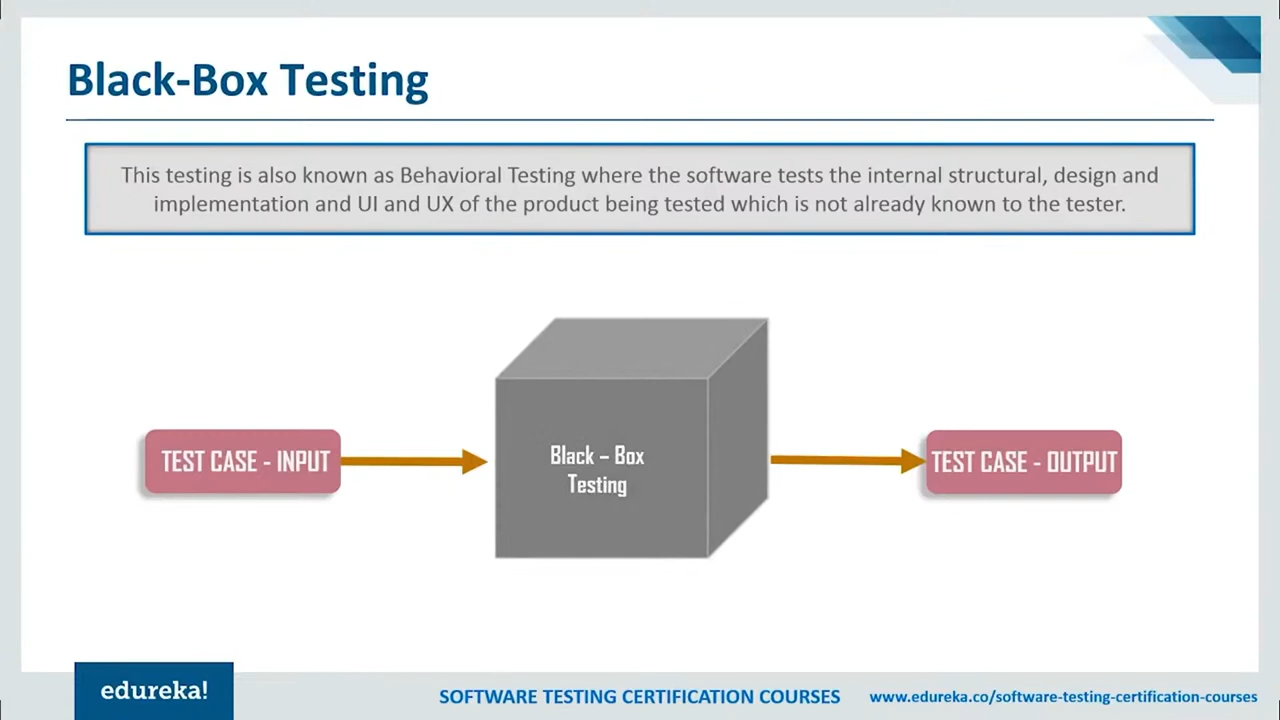 Black-Box Testing
This testing is also known as Behavioral Testing where the software tests the internal structural, design and
implementation and UI and UX of the product being tested which is not already known to the tester.
TEST CASE - INPUT
Black – Box
Testing
TEST CASE - OUTPUT
edureka!
SOFTWARE TESTING CERTIFICATION COURSES
www.edureka.co/software-testing-certification-courses